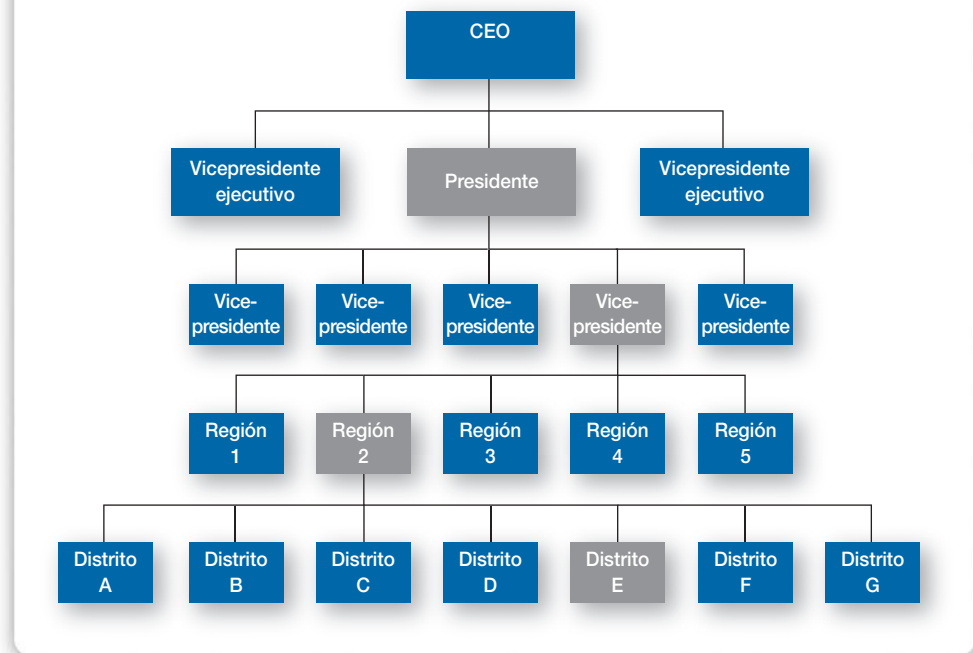 CEO
Vicepresidente
ejecutivo
Presidente
Vicepresidente
ejecutivo
Vice-
presidente
Vice-
presidente
Vice-
presidente
Vice-
presidente
Vice-
presidente
Región
1
Región
2
Región
3
Región
4
Región
5
Distrito
A
Distrito
B
Distrito
C
Distrito
D
Distrito
E
Distrito
F
Distrito
G